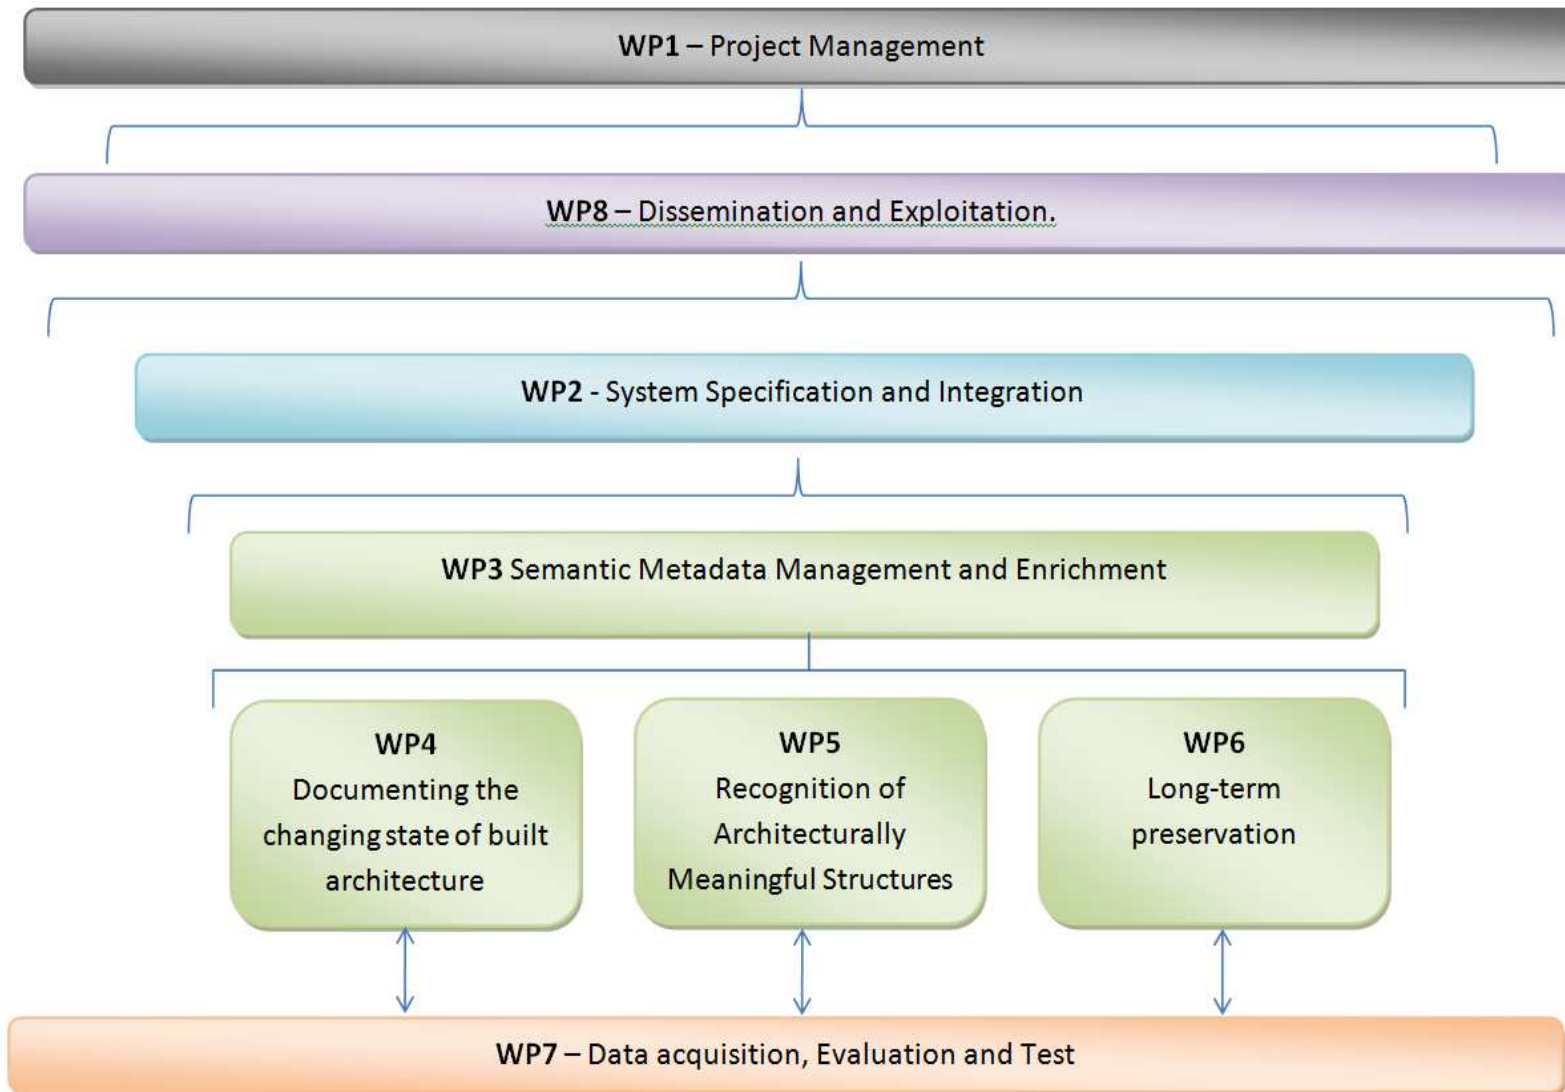 WP1 – Project Management
WP8 – Dissemination and Exploitation.
WP2 - System Specification and Integration
WP3 Semantic Metadata Management and Enrichment
WP4
Documenting the
changing state of built
architecture
WP5
Recognition of
Architecturally
Meaningful Structures
WP6
Long-term
preservation
WP7 – Data acquisition, Evaluation and Test